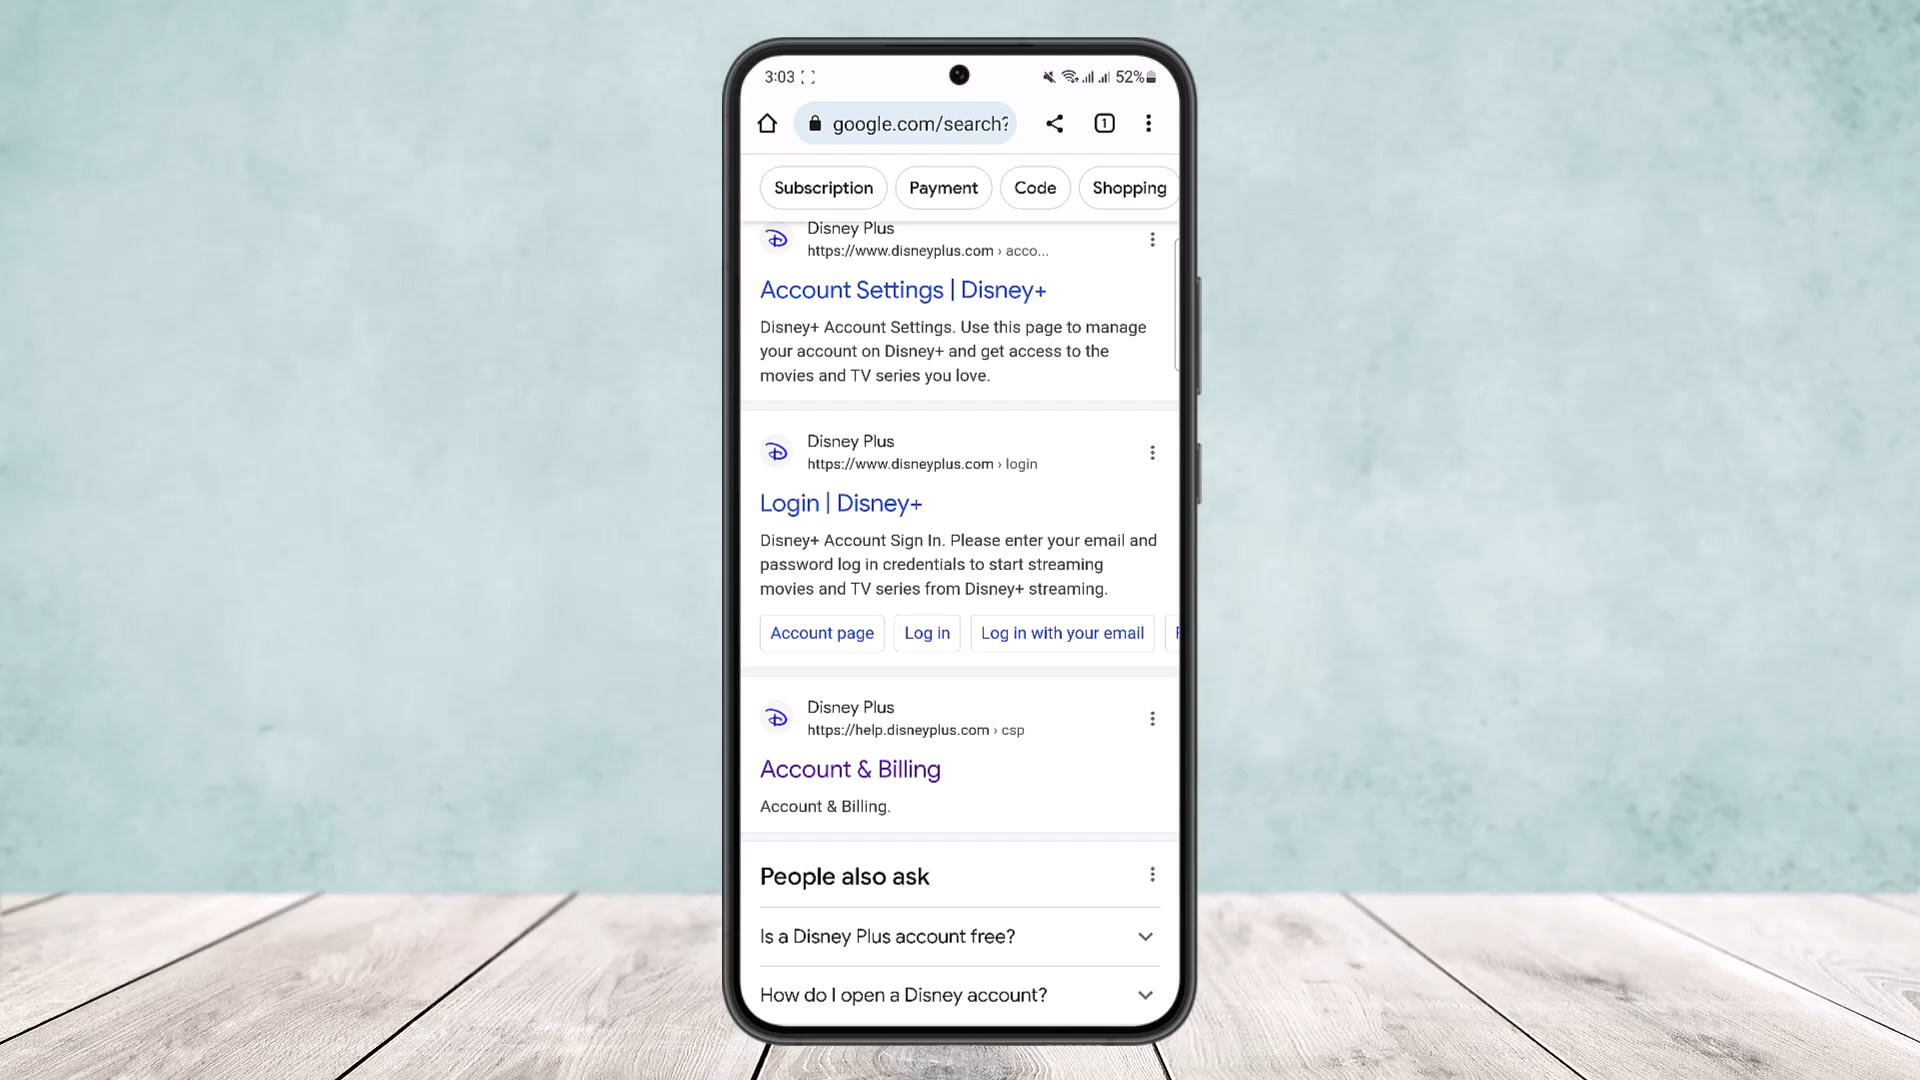 3:03
52%
google.com/search?
1
Subscription
Payment
Code
Shopping
Disney Plus
https://www.disneyplus.com › acco...
Account Settings | Disney+
Disney+ Account Settings. Use this page to manage
your account on Disney+ and get access to the
movies and TV series you love.
Disney Plus
https://www.disneyplus.com › login
Login | Disney+
Disney+ Account Sign In. Please enter your email and
password log in credentials to start streaming
movies and TV series from Disney+ streaming.
Account page
Log in
Log in with your email
Disney Plus
https://help.disneyplus.com › csp
Account & Billing
Account & Billing.
People also ask
Is a Disney Plus account free?
How do I open a Disney account?